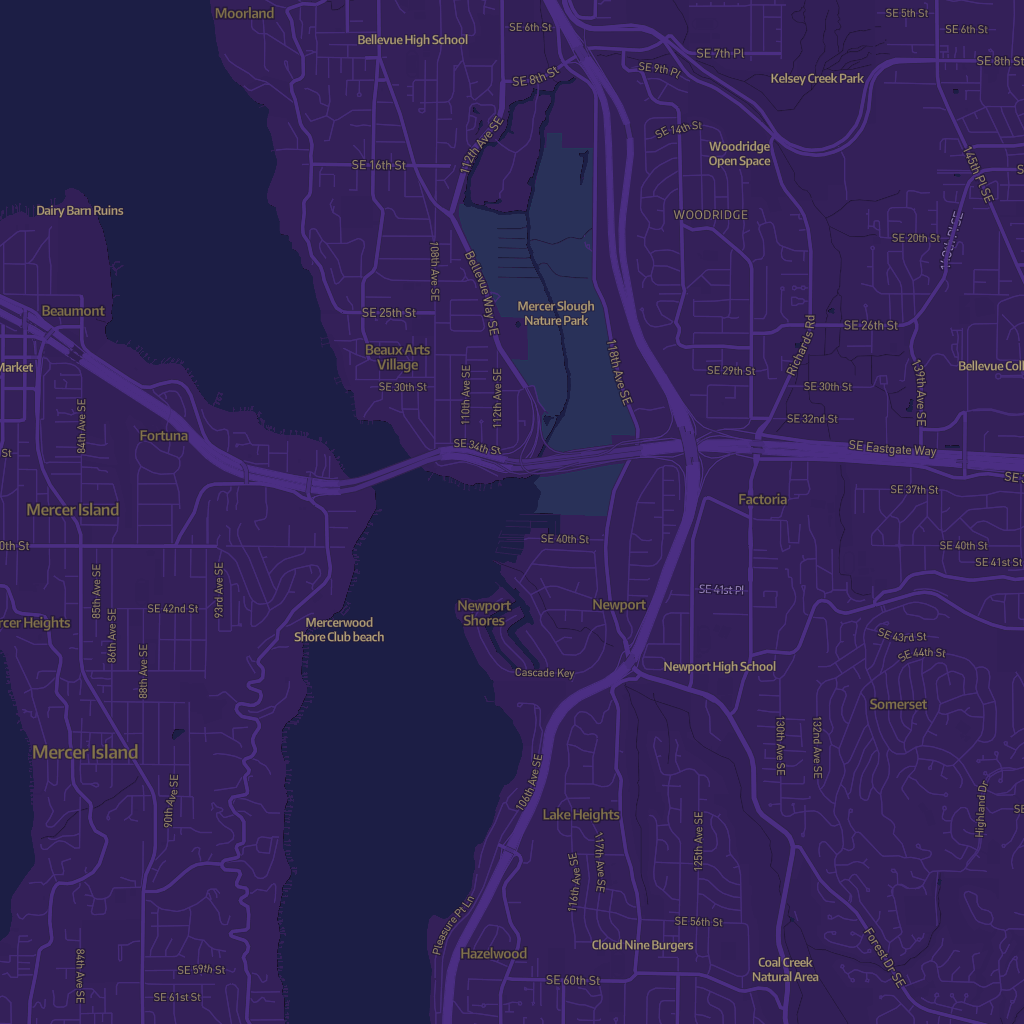 Moorland
Bellevue High School
SE 6th St
SE 5th St
SE 6th St
SE 7th Pl
SE 8th St
SE 9th Pl
SE 8th St
Kelsey Creek Park
112th Ave SE
SE 14th St
Woodridge
Open Space
SE 16th St
145th Pl SE
Dairy Barn Ruins
WOODRIDGE
SE 20th St
108th Ave SE
Bellevue Way SE
Beaumont
SE 25th St
Mercer Slough
Nature Park
SE 26th St
Richards Rd
Beaux Arts
Village
118th Ave SE
Market
SE 29th St
139th Ave SE
SE 30th St
110th Ave SE
112th Ave SE
SE 30th St
84th Ave SE
SE 32nd St
Fortuna
SE 34th St
SE Eastgate Way
St
SE 37th St
Factoria
Mercer Island
SE 40th St
SE 40th St
SE 41st St
85th Ave SE
93rd Ave SE
SE 41st Pl
SE 42nd St
Newport
Shores
Newport
86th Ave SE
Mercerwood
Shore Club beach
SE 43rd St
SE 44th St
88th Ave SE
Cascade Key
Newport High School
Somerset
Mercer Island
130th Ave SE
132nd Ave SE
106th Ave SE
90th Ave SE
Highland Dr
Lake Heights
125th Ave SE
117th Ave SE
116th Ave SE
Pleasure Pt Ln
SE 56th St
Cloud Nine Burgers
Forest Dr SE
Hazelwood
84th Ave SE
SE 59th St
Coal Creek
Natural Area
SE 60th St
SE 61st St